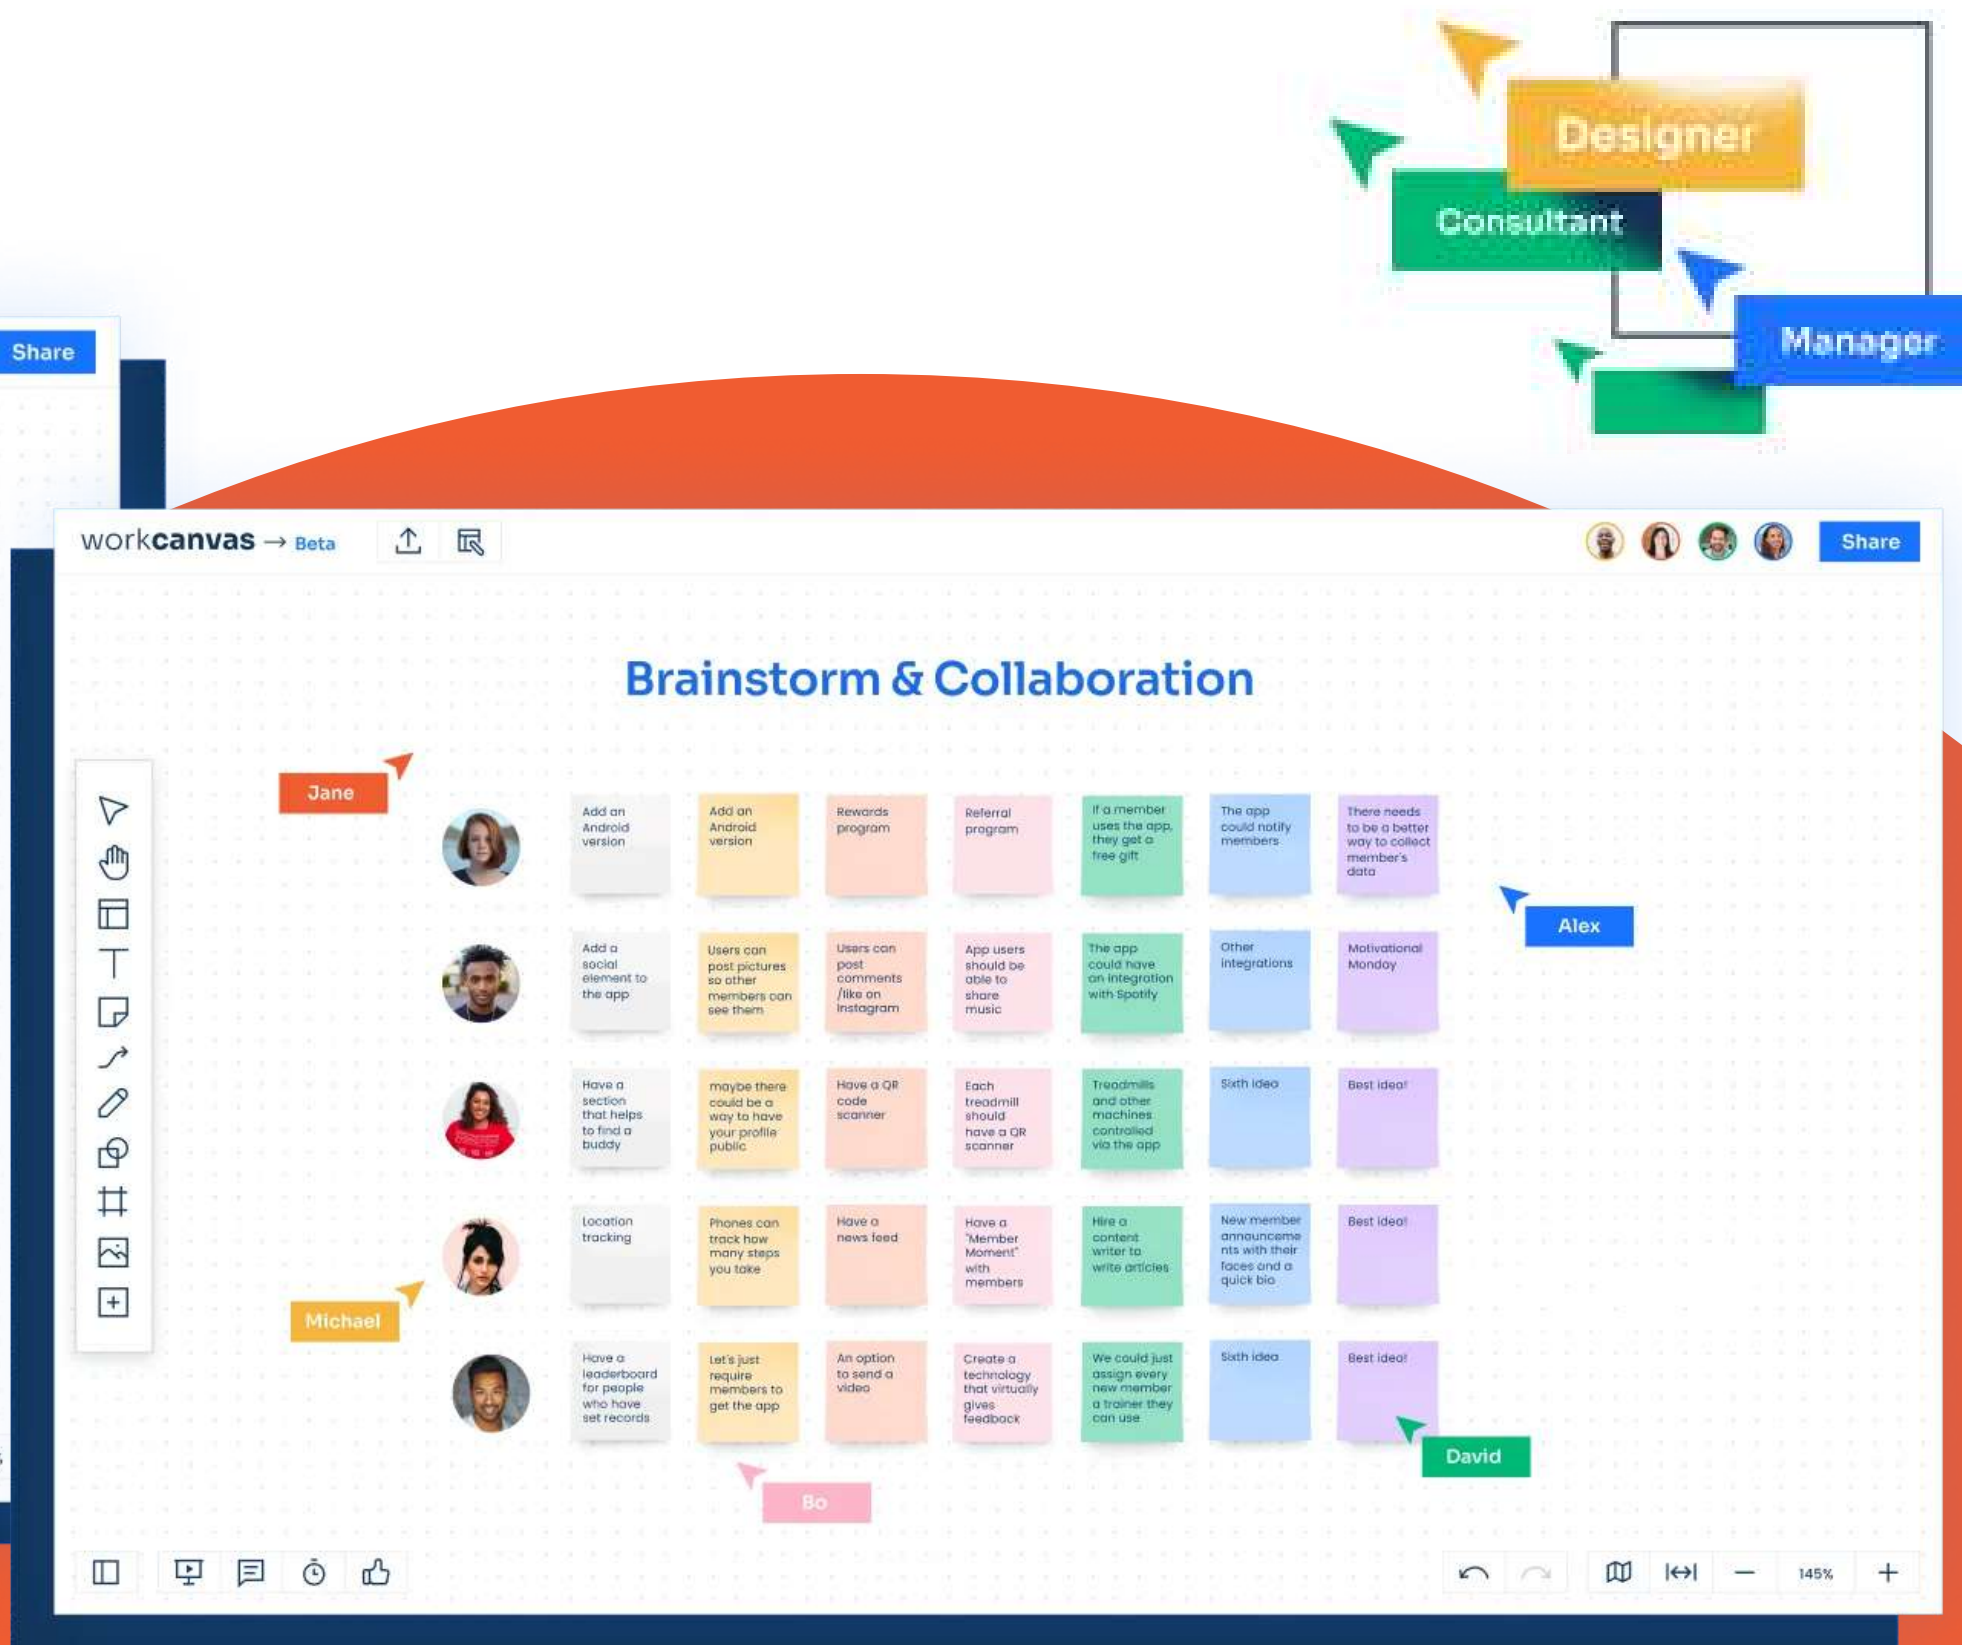 Designer
Consultant
Manager
Share
workcanvas → Beta
Share
Brainstorm & Collaboration
Jane
Add an
Android
version
Add an
Android
version
Rewards
program
Referral
program
If a member
uses the app,
they get a
free gift
The app
could notify
members
There needs
to be a better
way to collect
member's
data
Alex
Add a
social
element to
the app
Users can
post pictures
so other
members can
see them
Users can
post
comments
/like on
Instagram
App users
should be
able to
share
music
The app
could have
an integration
with Spotify
Other
integrations
Motivational
Monday
Have a
section
that helps
to find a
buddy
maybe there
could be a
way to have
your profile
public
Have a QR
code
scanner
Each
treadmill
should
have a QR
scanner
Treadmills
and other
machines
controlled
via the app
Sixth idea
Best idea!
Location
tracking
Phones can
track how
many steps
you take
Have a
news feed
Have a
"Member
Moment"
with
members
Hire a
content
writer to
write articles
New member
announceme
nts with their
faces and a
quick bio
Best idea!
Michael
Have a
leaderboard
for people
who have
set records
Let's just
require
members to
get the app
An option
to send a
video
Create a
technology
that virtually
gives
feedback
We could just
assign every
new member
a trainer they
can use
Sixth idea
Best idea!
David
Bo
145%